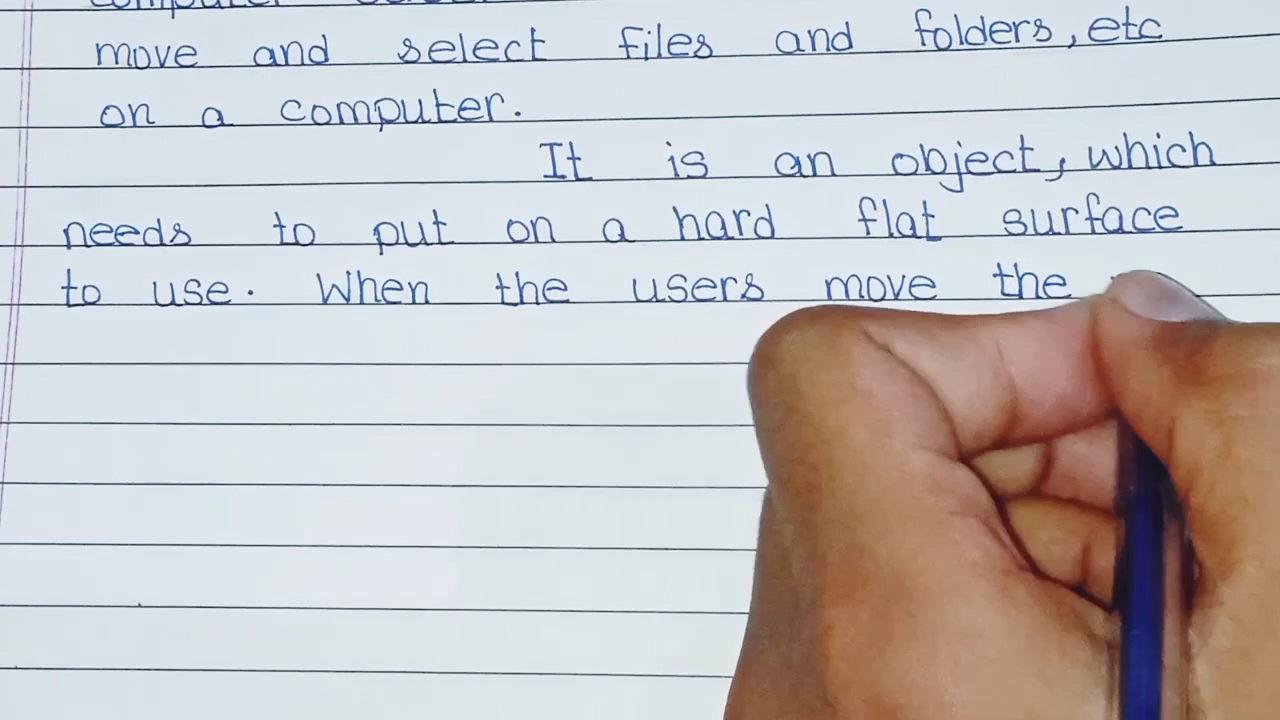 computer
move and select files and folders, etc
on a computer.
It is an object, which
needs to put on a hard flat surface
to use. When the users move the